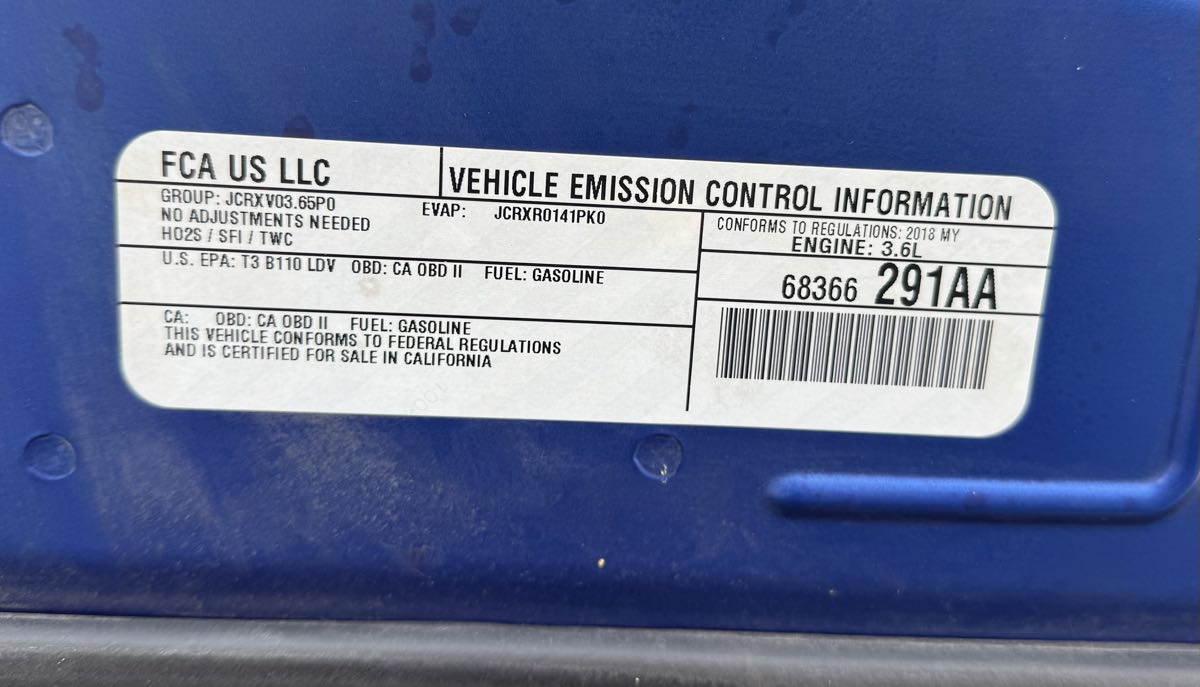 FCA US LLC
VEHICLE EMISSION CONTROL INFORMATION
GROUP: JCRXV03.65P0
EVAP: JCRXR0141PK0
NO ADJUSTMENTS NEEDED
HO2S / SFI / TWC
CONFORMS TO REGULATIONS: 2018 MY
ENGINE: 3.6L
U.S. EPA: T3 B110 LDV OBD: CA OBD II FUEL: GASOLINE
68366 291AA
CA: OBD: CA OBD II FUEL: GASOLINE
THIS VEHICLE CONFORMS TO FEDERAL REGULATIONS
AND IS CERTIFIED FOR SALE IN CALIFORNIA